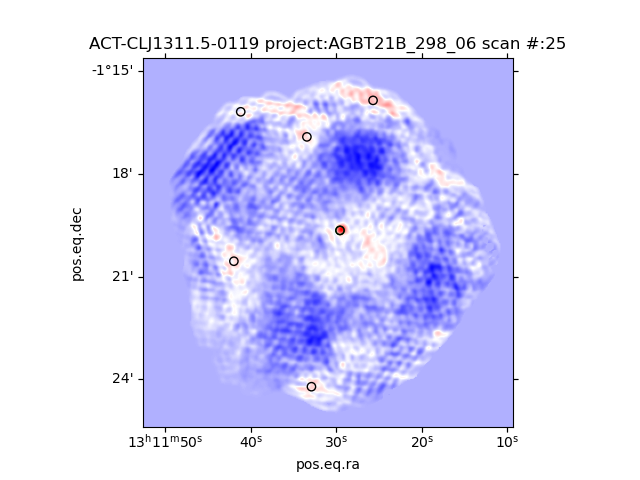 ACT-CLJ1311.5-0119 project:AGBT21B_298_06 scan #:25
-1°15'
18'
21'
24'
pos.eq.dec
13ʰ11ᵐ50ˢ 40ˢ 30ˢ 20ˢ 10ˢ
pos.eq.ra